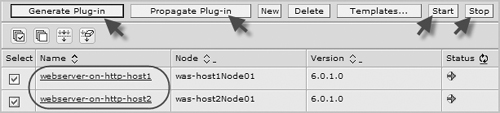 Generate Plug-in Propagate Plug-in New Delete Templates... Start Stop
Select Name Node Version Status
webserver-on-http-host1 was-host1Node01 6.0.1.0
webserver-on-http-host2 was-host2Node01 6.0.1.0